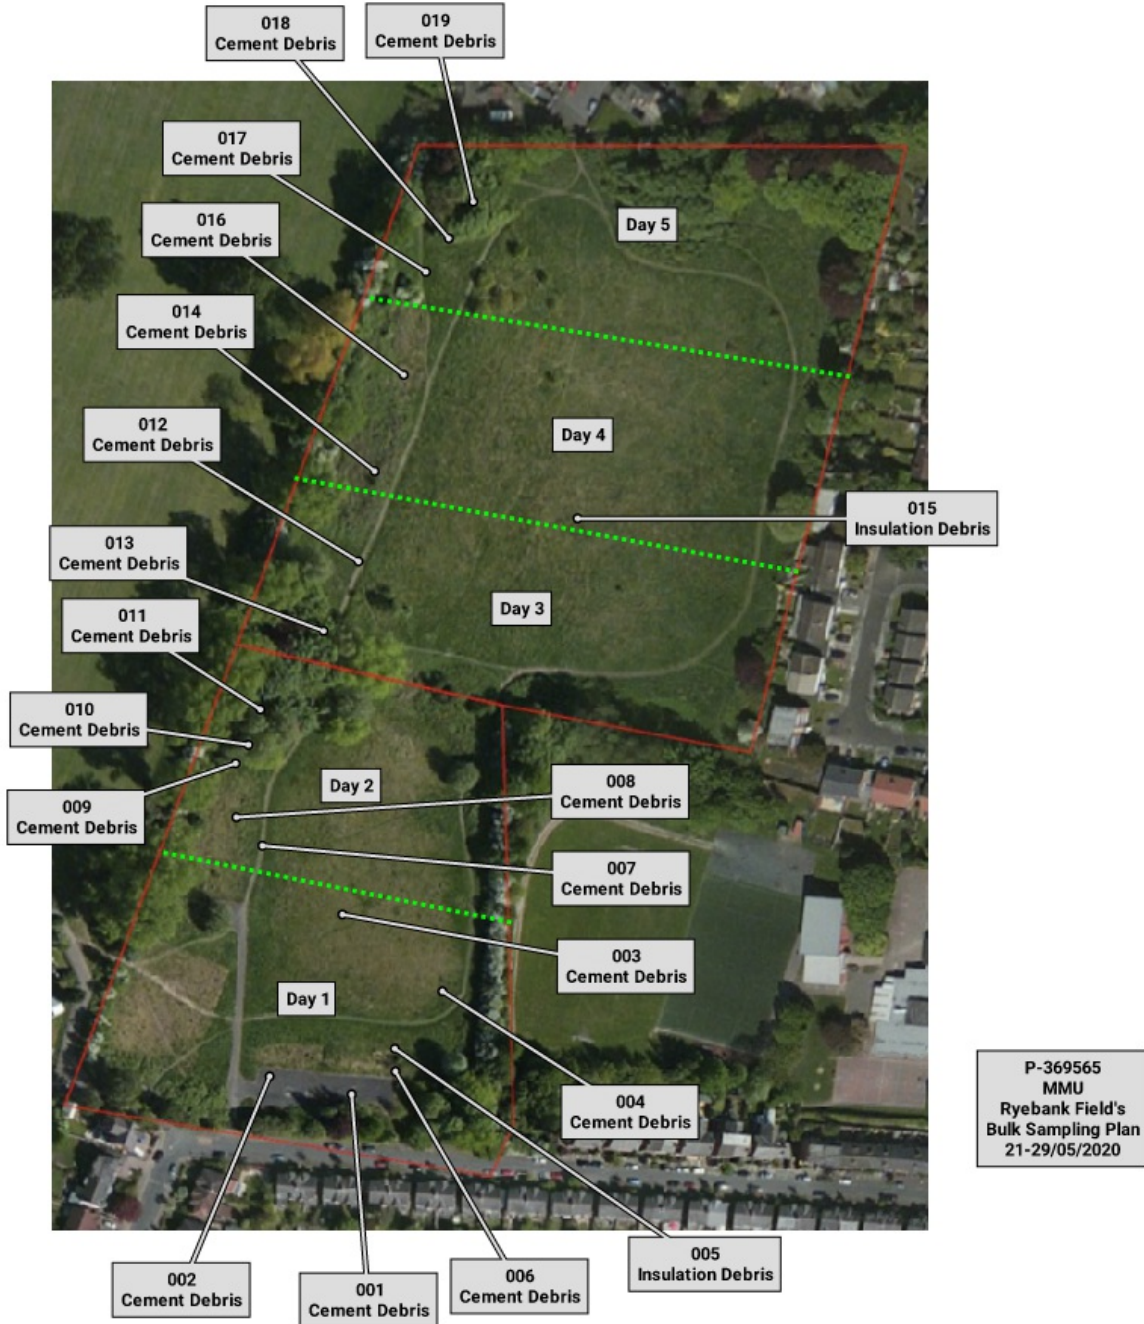 018
Cement Debris
019
Cement Debris
017
Cement Debris
016
Cement Debris
Day 5
014
Cement Debris
012
Cement Debris
Day 4
015
Insulation Debris
013
Cement Debris
Day 3
011
Cement Debris
010
Cement Debris
009
Cement Debris
Day 2
008
Cement Debris
007
Cement Debris
003
Cement Debris
Day 1
004
Cement Debris
P-369565
MMU
Ryebank Field's
Bulk Sampling Plan
21-29/05/2020
005
Insulation Debris
002
Cement Debris
001
Cement Debris
006
Cement Debris